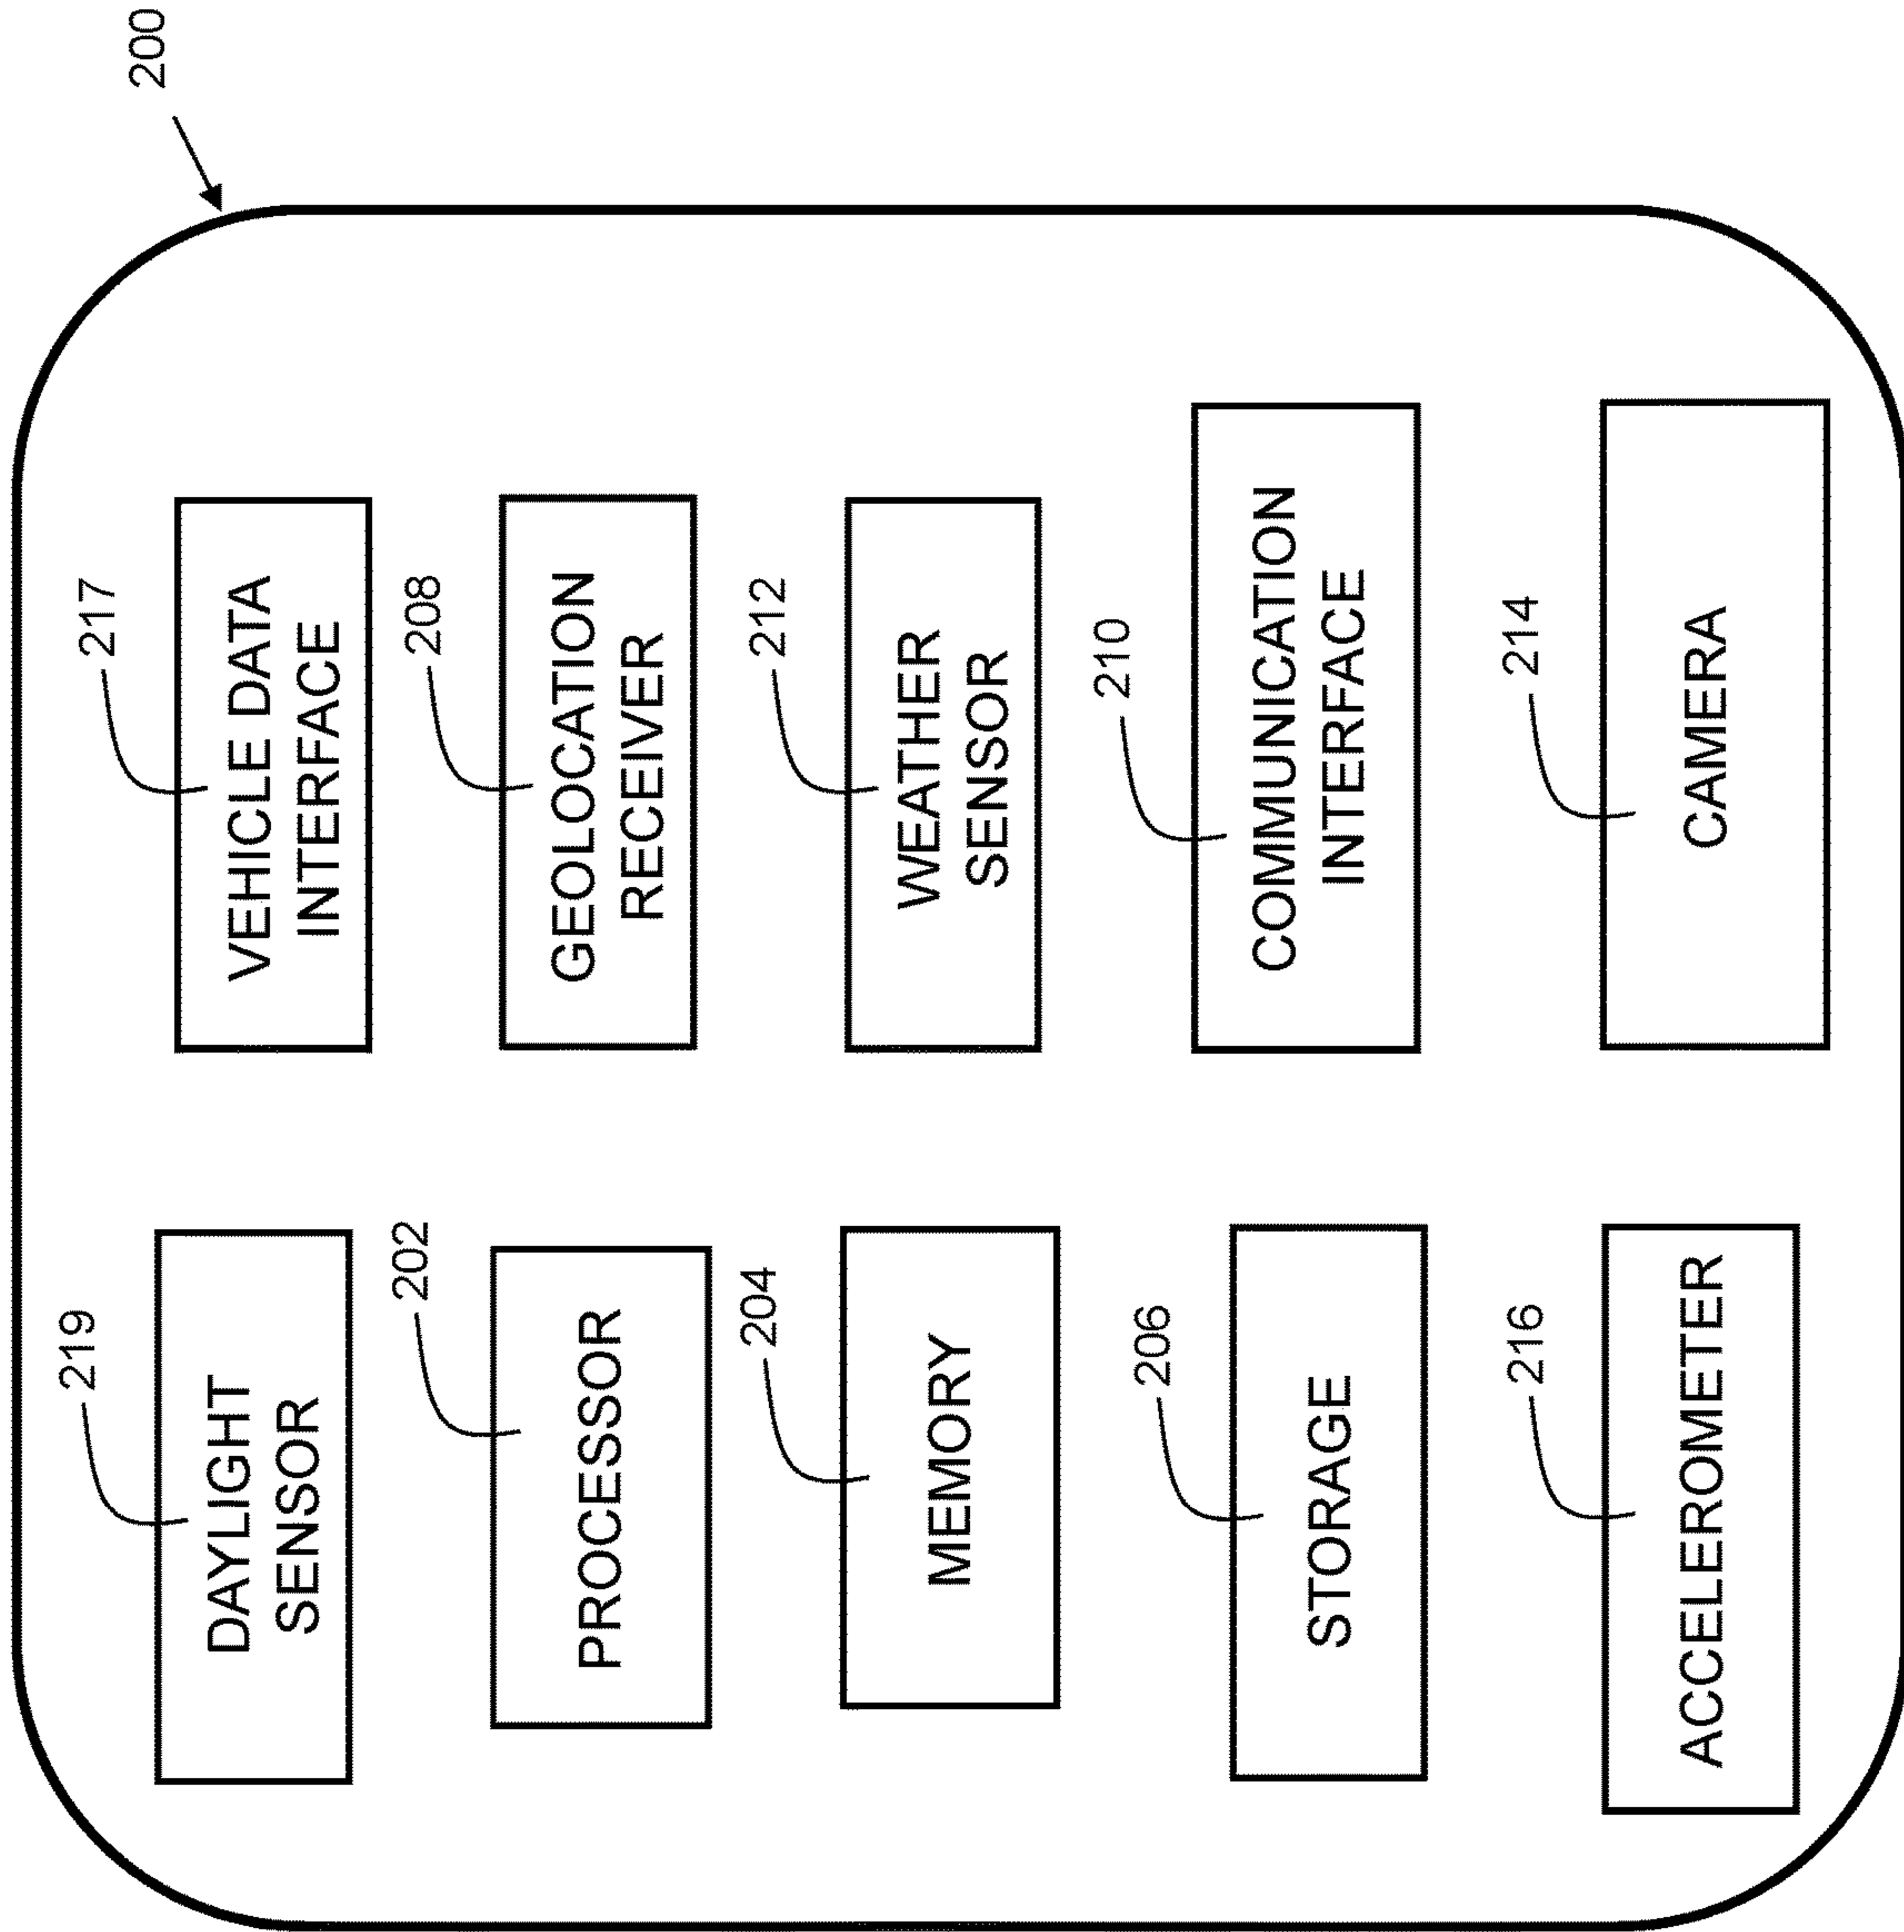 200
219
DAYLIGHT
SENSOR
217
VEHICLE DATA
INTERFACE
202
PROCESSOR
208
GEOLOCATION
RECEIVER
204
MEMORY
212
WEATHER
SENSOR
206
STORAGE
210
COMMUNICATION
INTERFACE
216
ACCELEROMETER
214
CAMERA